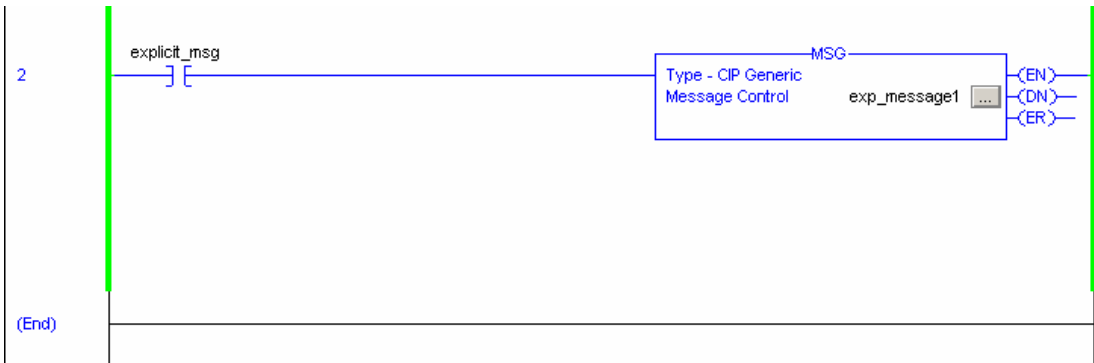 explicit_msg
2
MSG
Type - CIP Generic
Message Control exp_message1 ...
(EN)
(DN)
(ER)
(End)